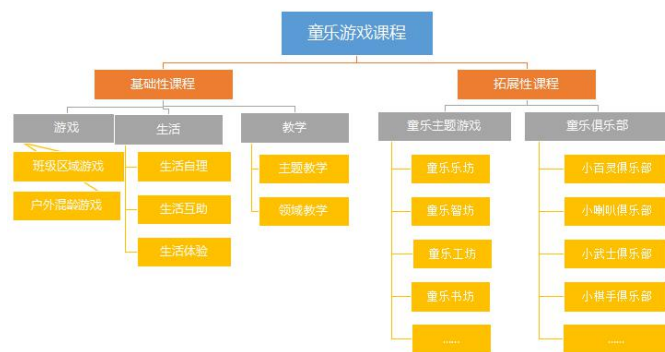 童乐游戏课程
基础性课程
拓展性课程
游戏
生活
教学
童乐主题游戏
童乐俱乐部
班级区域游戏
生活自理
主题教学
童乐乐坊
小百灵俱乐部
户外混龄游戏
生活互助
领域教学
童乐智坊
小喇叭俱乐部
生活体验
童乐工坊
小武士俱乐部
童乐书坊
小棋手俱乐部
……
……